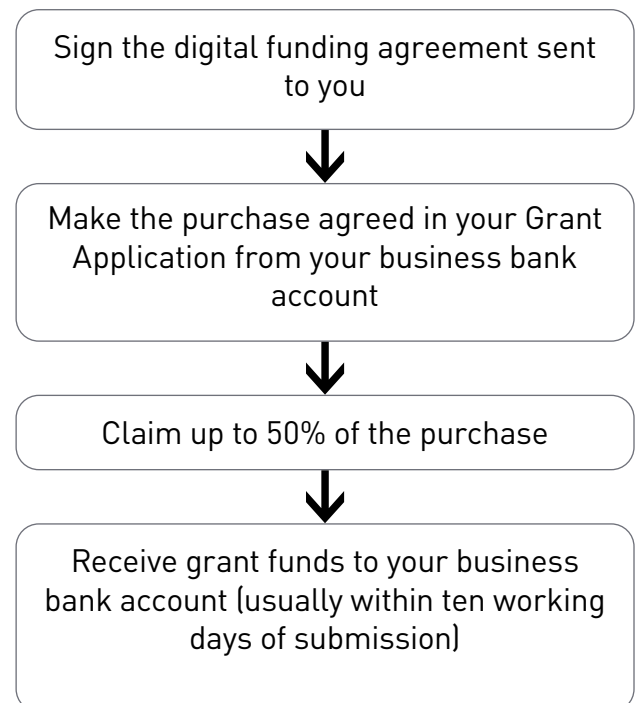 Sign the digital funding agreement sent
to you
Make the purchase agreed in your Grant
Application from your business bank
account
Claim up to 50% of the purchase
Receive grant funds to your business
bank account (usually within ten working
days of submission)